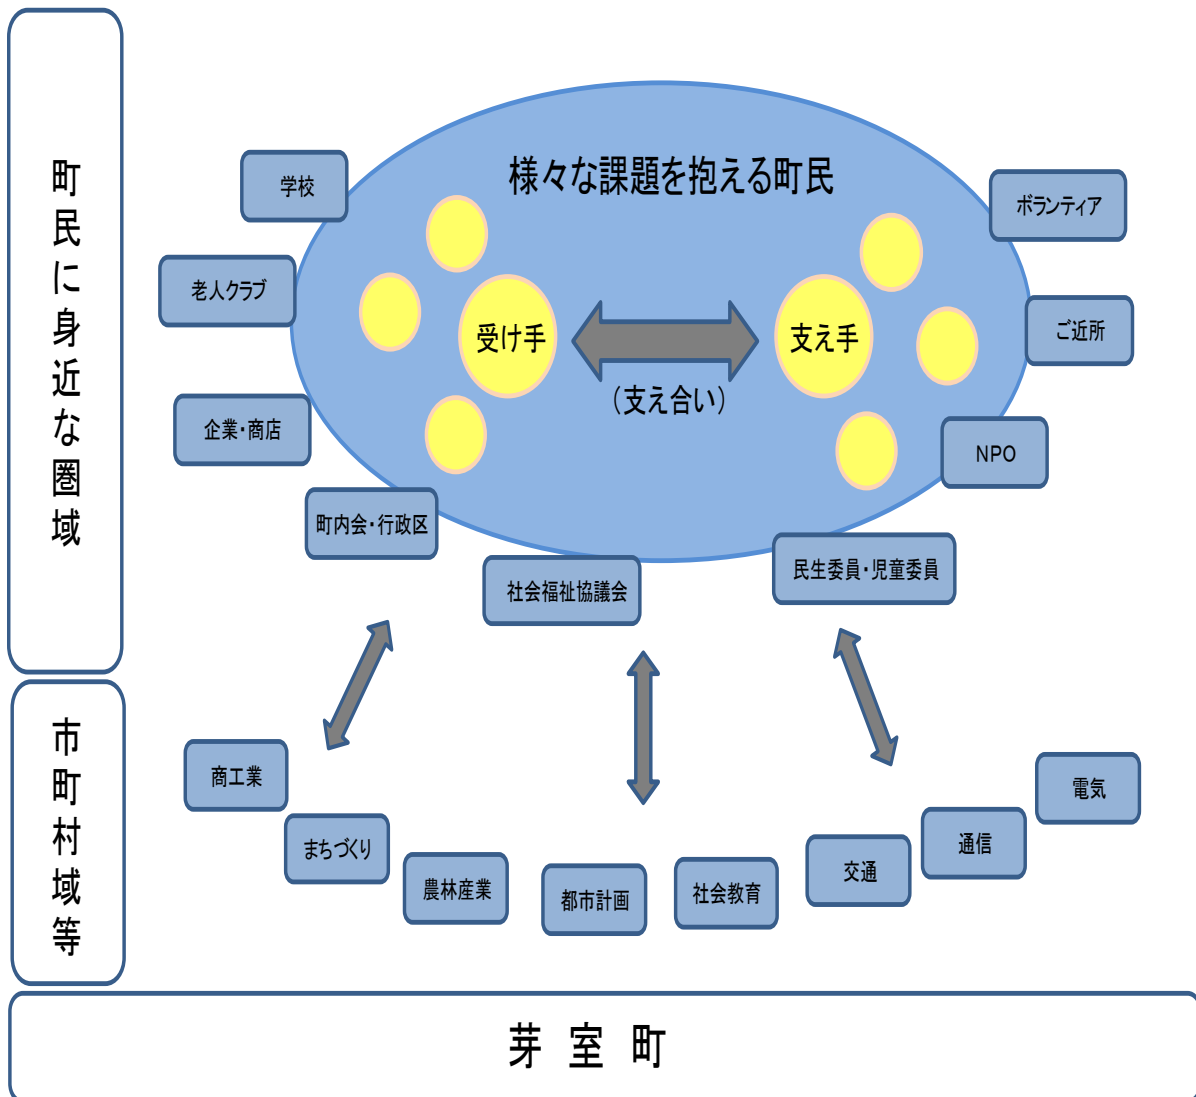 町民に身近な圏域
様々な課題を抱える町民
学校
ボランティア
老人クラブ
ご近所
受け手
支え手
（支え合い）
企業・商店
NPO
町内会・行政区
民生委員・児童委員
社会福祉協議会
市町村域等
商工業
電気
まちづくり
通信
農林産業
交通
都市計画
社会教育
芽室町